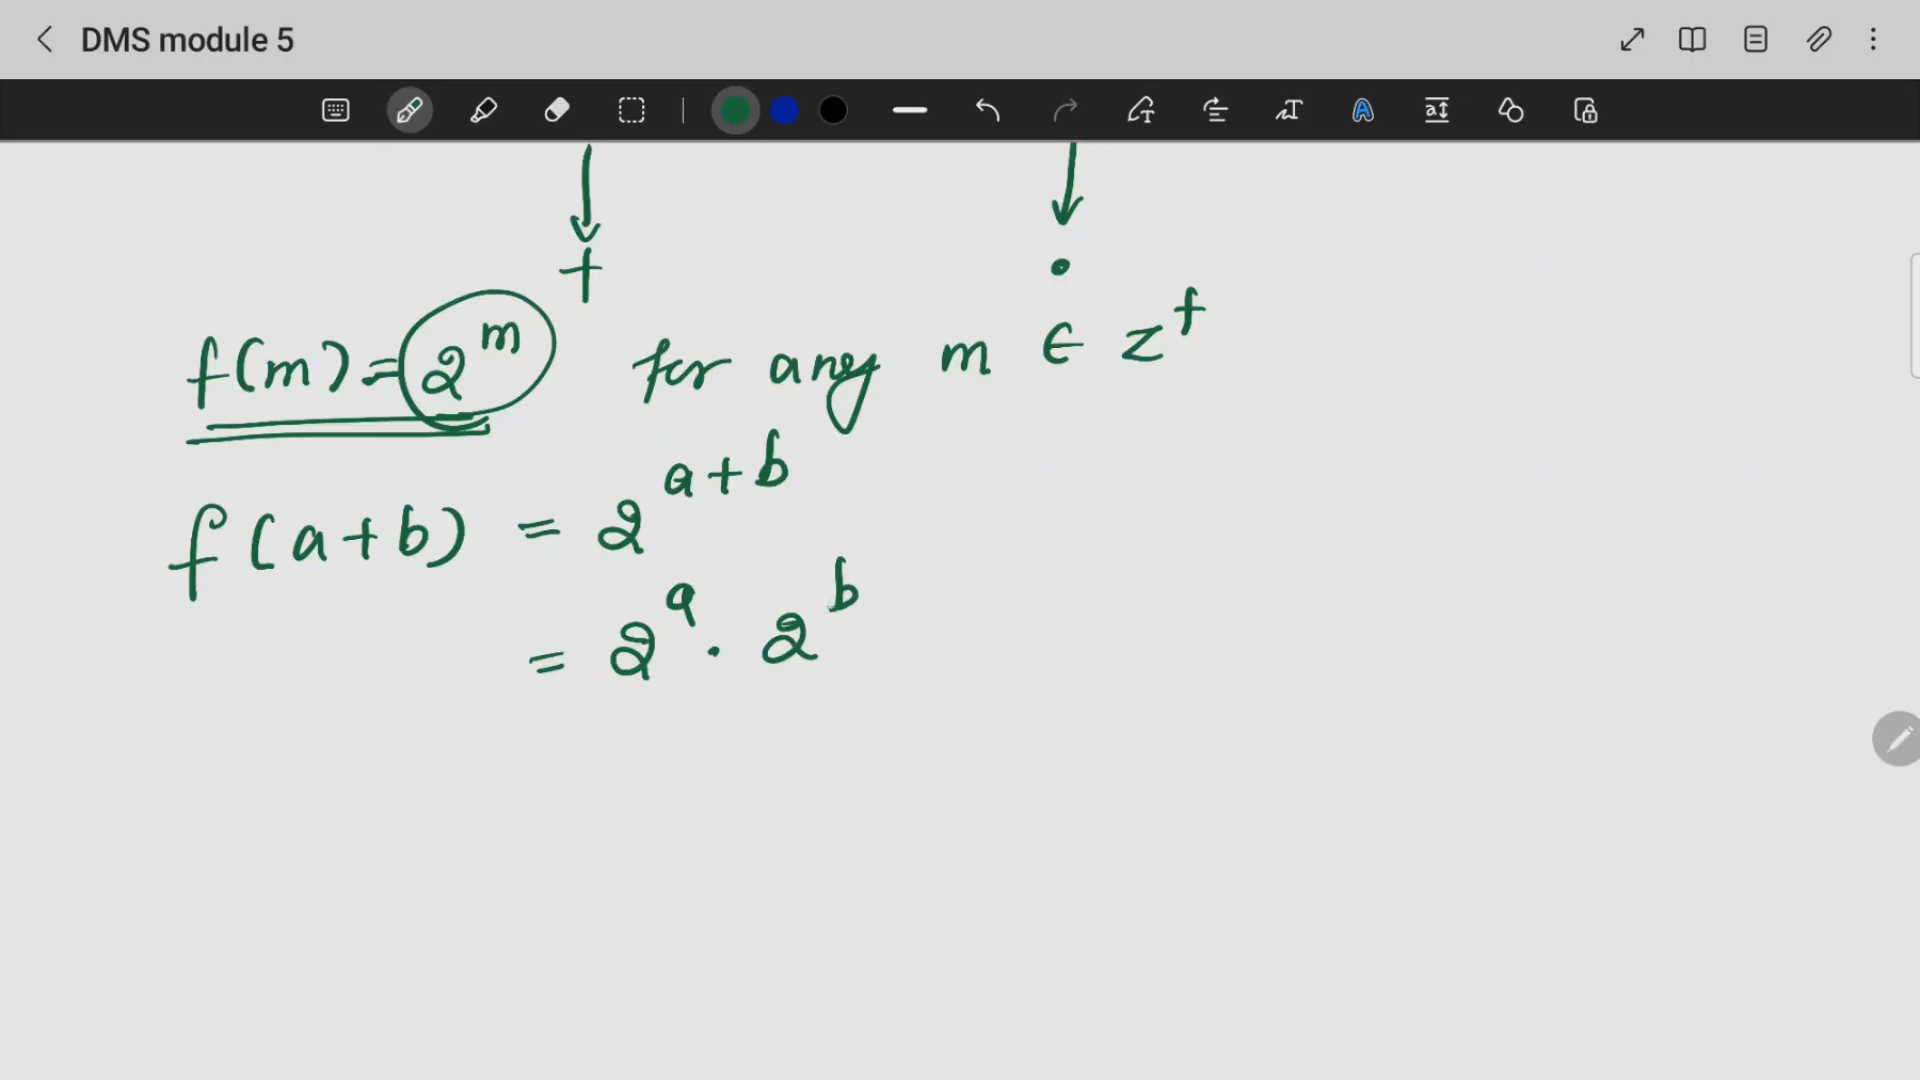 DMS module 5
+ •
f(m) = 2^m for any m ∈ z^+
f(a+b) = 2^{a+b}
= 2^a . 2^b